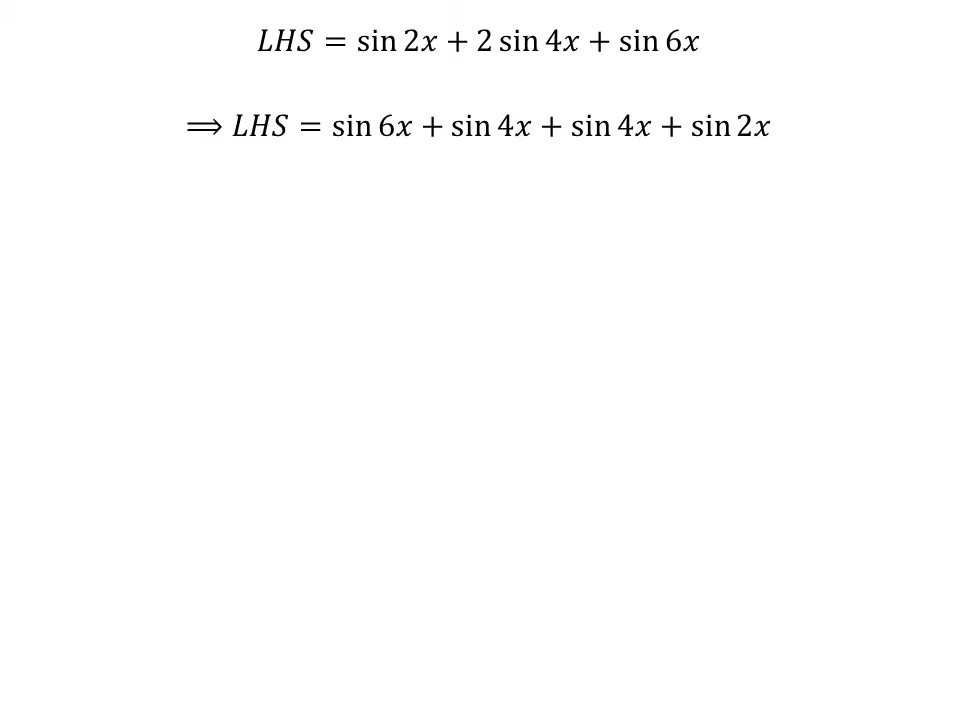 𝐿𝐻𝑆 = sin 2𝑥 + 2 sin 4𝑥 + sin 6𝑥
⟹ 𝐿𝐻𝑆 = sin 6𝑥 + sin 4𝑥 + sin 4𝑥 + sin 2𝑥